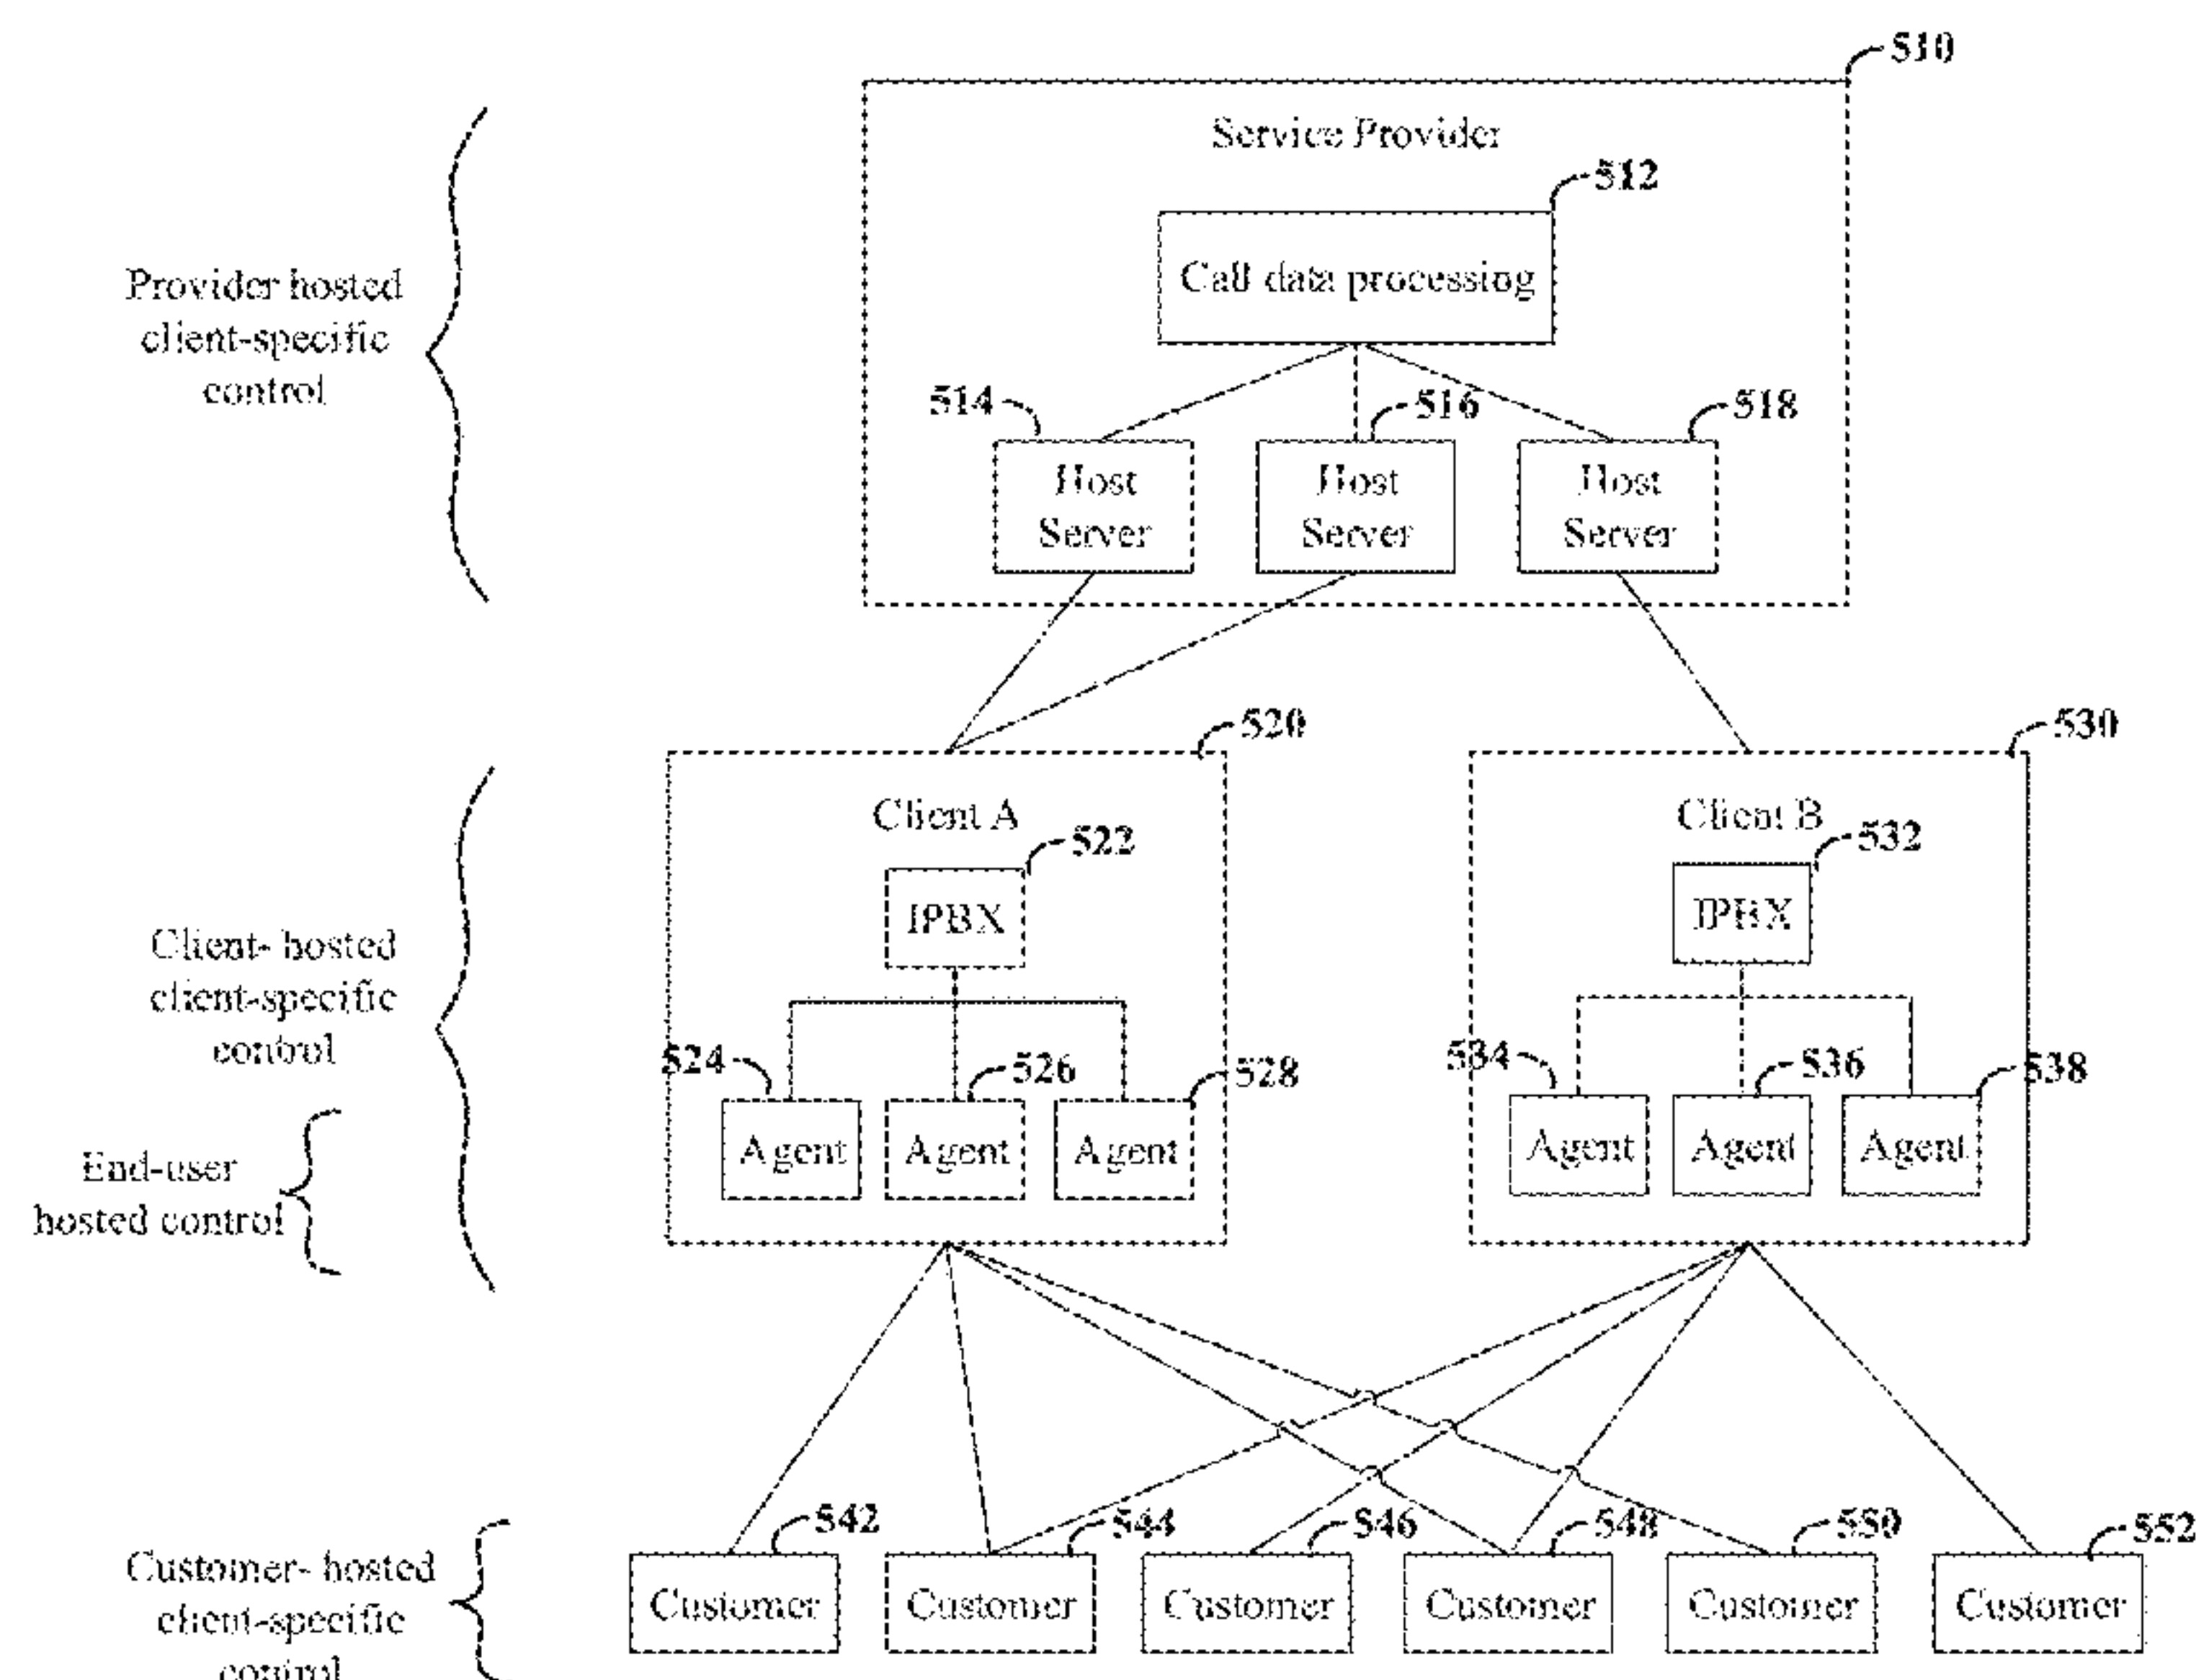 510
Service Provider
512
Call data processing
Provider hosted
client-specific
control
514
516
518
Host
Server
Host
Server
Host
Server
520
530
Client A
Client B
522
532
IPBX
IPBX
Client- hosted
client-specific
control
524
526
528
534
536
538
Agent
Agent
Agent
Agent
Agent
Agent
End-user
hosted control
542
544
546
548
550
552
Customer
Customer
Customer
Customer
Customer
Customer
Customer- hosted
client-specific
control